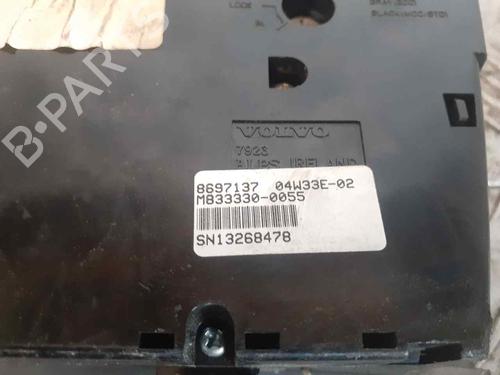 LOCK
VOLVO
7923
ALPS IRELAND
8697137 04W33E-02
M833330-0055
SN13268478
B-PARTS